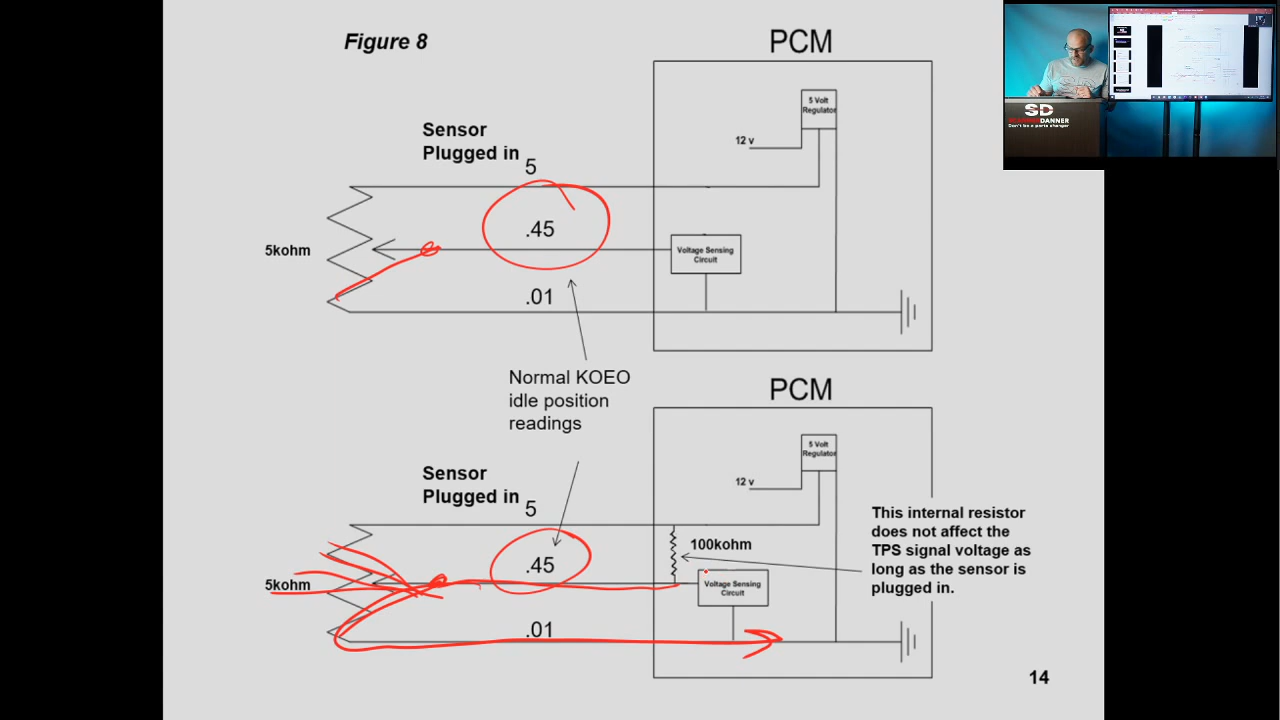 Figure 8
PCM
5 Volt
Regulator
12 v
Sensor
Plugged in
5
.45
5kohm
Voltage Sensing
Circuit
.01
Normal KOEO
idle position
readings
PCM
5 Volt
Regulator
12 v
Sensor
Plugged in
5
This internal resistor
does not affect the
TPS signal voltage as
long as the sensor is
plugged in.
100kohm
.45
5kohm
Voltage Sensing
Circuit
.01
14
SD
DANNER
Don't be a parts changer